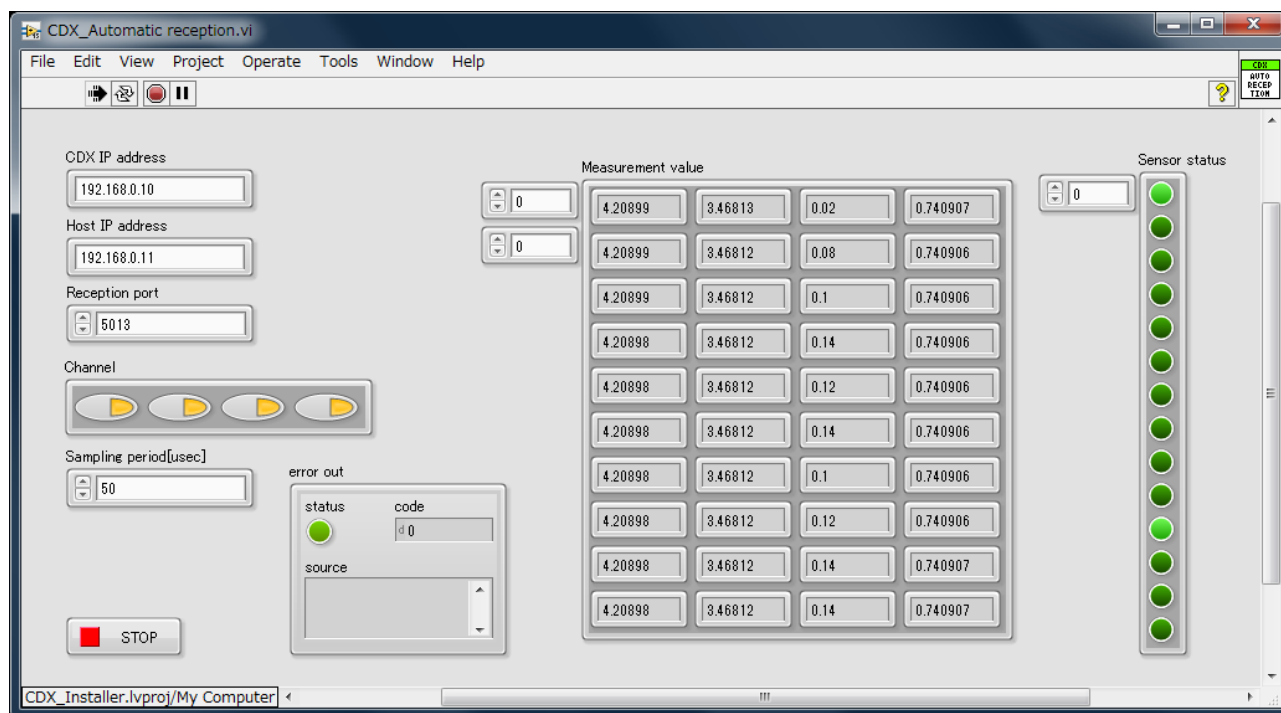 CDX_Automatic reception.vi
File Edit View Project Operate Tools Window Help
CDX
AUTO
RECEP
TION
CDX IP address
192.168.0.10
Host IP address
192.168.0.11
Reception port
5013
Channel
Sampling period[usec]
50
error out
status code
d 0
source
STOP
Measurement value
0
0
4.20899 3.46813 0.02 0.740907
4.20899 3.46812 0.08 0.740906
4.20899 3.46812 0.1 0.740906
4.20898 3.46812 0.14 0.740906
4.20898 3.46812 0.12 0.740906
4.20898 3.46812 0.14 0.740906
4.20898 3.46812 0.1 0.740906
4.20898 3.46812 0.12 0.740906
4.20898 3.46812 0.14 0.740907
4.20898 3.46812 0.14 0.740907
Sensor status
0
CDX_Installer.lvproj/My Computer